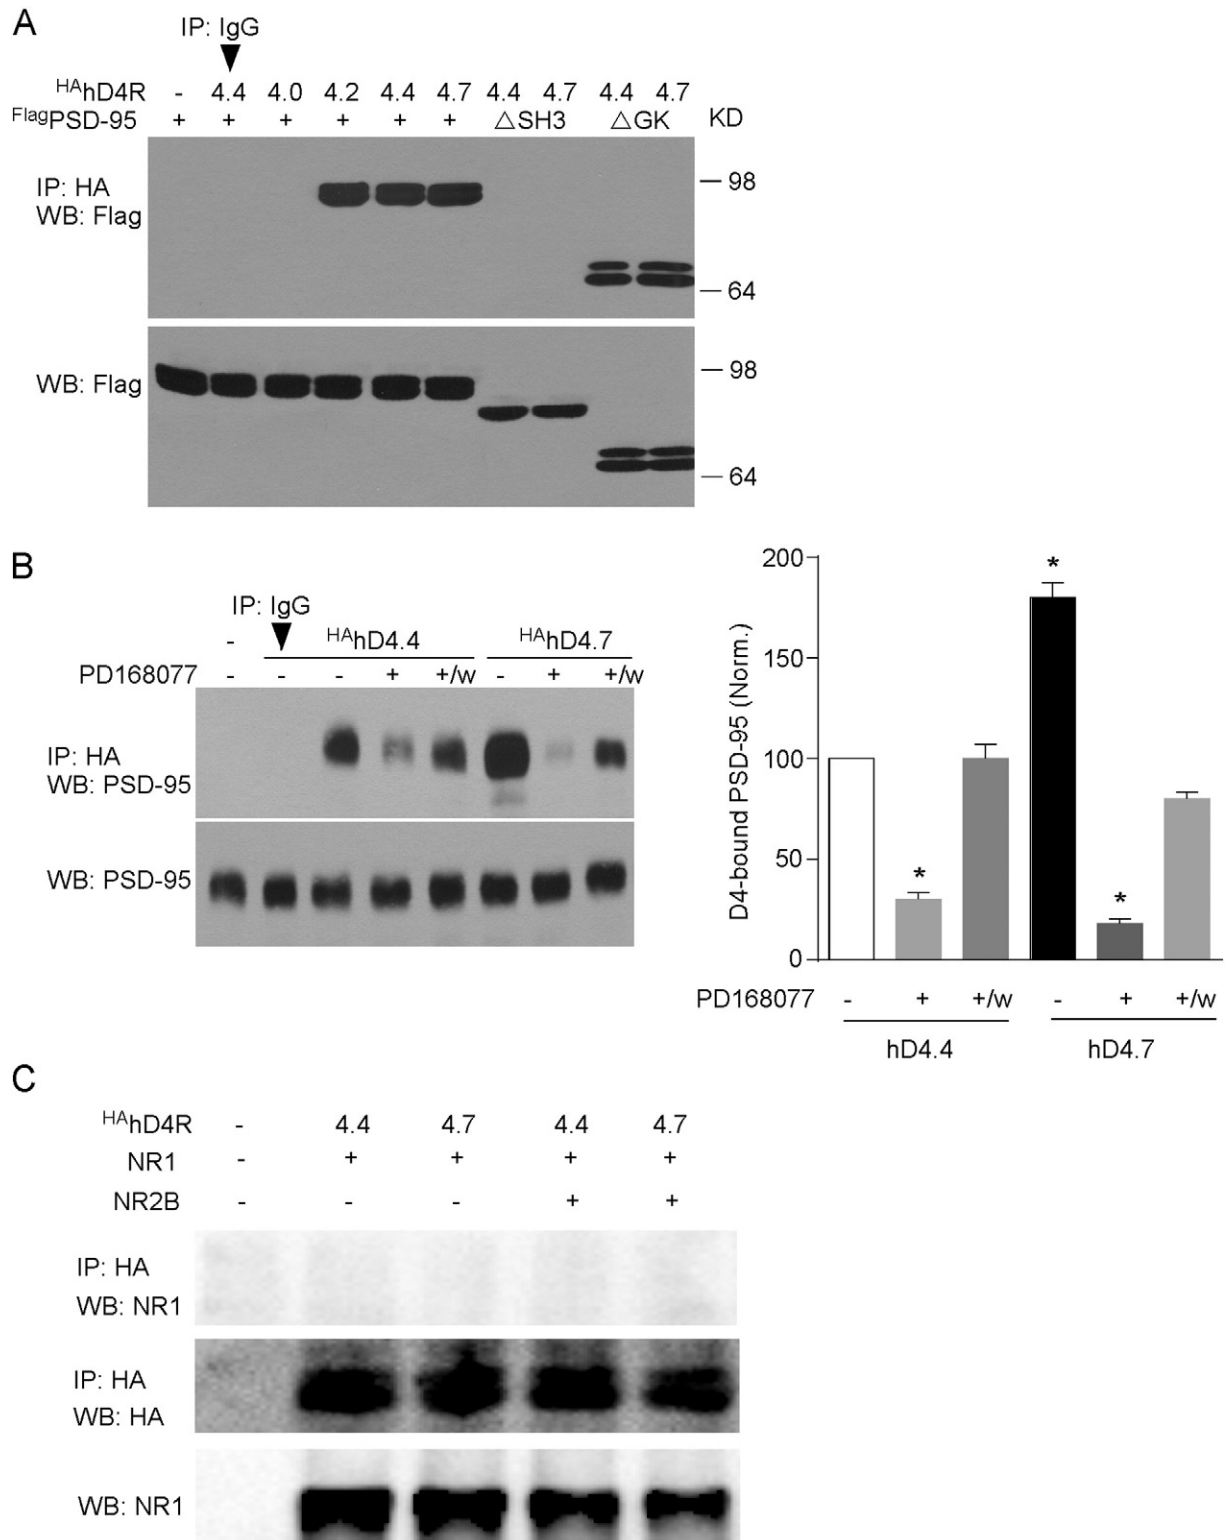 A
IP: IgG
HAhD4R - 4.4 4.0 4.2 4.4 4.7 4.4 4.7 4.4 4.7
FlagPSD-95 + + + + + + △SH3 △GK KD
IP: HA
WB: Flag
98
64
WB: Flag
98
64
B
IP: IgG
- HAhD4.4 HAhD4.7
PD168077 - - - + +/w - + +/w
IP: HA
WB: PSD-95
WB: PSD-95
D4-bound PSD-95 (Norm.)
200
150
100
50
0
* * *
PD168077 - + +/w - + +/w
hD4.4 hD4.7
C
HAhD4R - 4.4 4.7 4.4 4.7
NR1 - + + + +
NR2B - - - + +
IP: HA
WB: NR1
IP: HA
WB: HA
WB: NR1